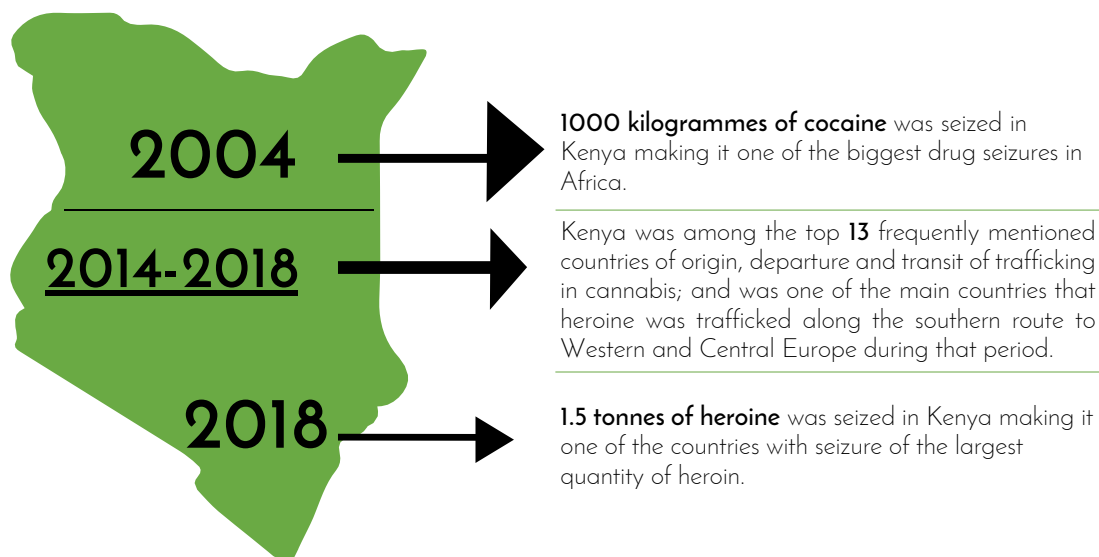 2004
1000 kilogrammes of cocaine was seized in
Kenya making it one of the biggest drug seizures in
Africa.
2014-2018
Kenya was among the top 13 frequently mentioned
countries of origin, departure and transit of trafficking
in cannabis; and was one of the main countries that
heroine was trafficked along the southern route to
Western and Central Europe during that period.
2018
1.5 tonnes of heroine was seized in Kenya making it
one of the countries with seizure of the largest
quantity of heroin.